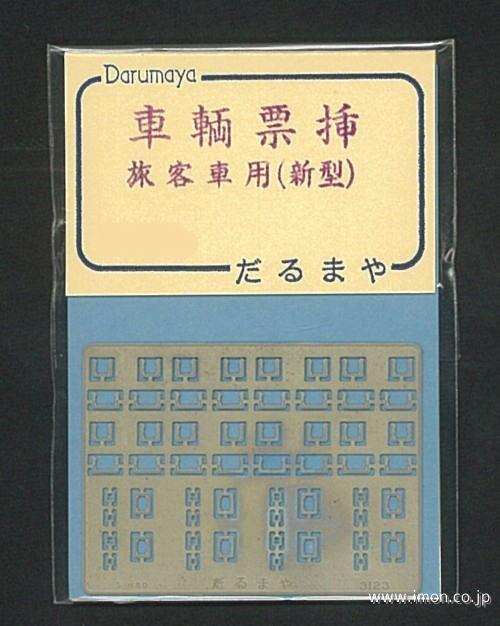 Darumaya
車輌票挿
旅客車用(新型)
だるまや
だるまや
3123
www.imon.co.jp